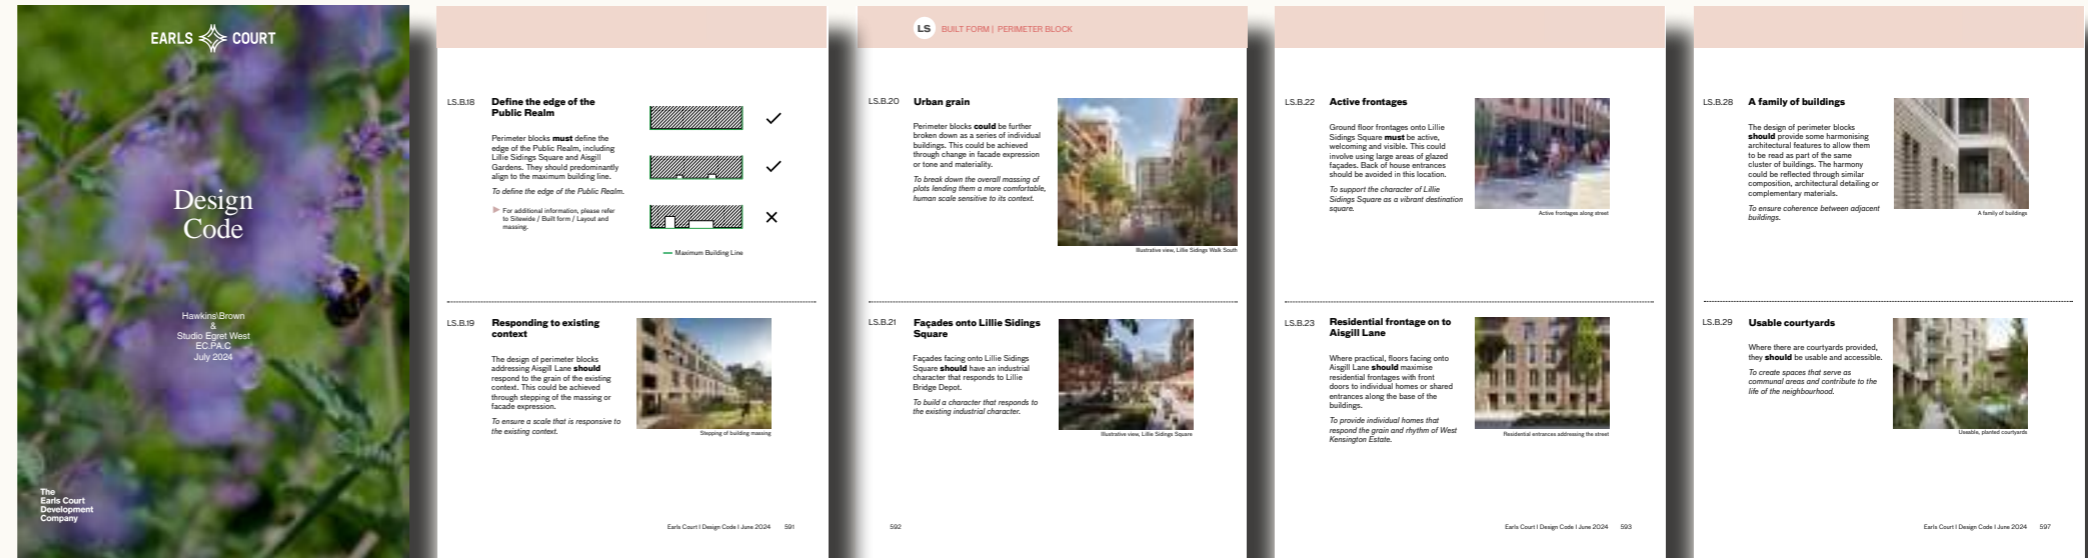 EARLS COURT
Design
Code
Hawkins\Brown
&
Studio Egret West
EC.PA.C
July 2024
The
Earls Court
Development
Company
LS.B.18
Define the edge of the
Public Realm
Perimeter blocks must define the
edge of the Public Realm, including
Lillie Sidings Square and Aisgill
Gardens. They should predominantly
align to the maximum building line.
To define the edge of the Public Realm.
For additional information, please refer
to Sitewide / Built form / Layout and
massing.
Maximum Building Line
LS.B.19
Responding to existing
context
The design of perimeter blocks
addressing Aisgill Lane should
respond to the grain of the existing
context. This could be achieved
through stepping of the massing or
facade expression.
To ensure a scale that is responsive to
the existing context.
Stepping of building massing
Earls Court I Design Code I June 2024 591
LS BUILT FORM | PERIMETER BLOCK
LS.B.20
Urban grain
Perimeter blocks could be further
broken down as a series of individual
buildings. This could be achieved
through change in facade expression
or tone and materiality.
To break down the overall massing of
plots lending them a more comfortable,
human scale sensitive to its context.
Illustrative view, Lillie Sidings Walk South
LS.B.21
Façades onto Lillie Sidings
Square
Façades facing onto Lillie Sidings
Square should have an industrial
character that responds to Lillie
Bridge Depot.
To build a character that responds to
the existing industrial character.
Illustrative view, Lillie Sidings Square
592
LS.B.22
Active frontages
Ground floor frontages onto Lillie
Sidings Square must be active,
welcoming and visible. This could
involve using large areas of glazed
façades. Back of house entrances
should be avoided in this location.
To support the character of Lillie
Sidings Square as a vibrant destination
square.
Active frontages along street
LS.B.23
Residential frontage on to
Aisgill Lane
Where practical, floors facing onto
Aisgill Lane should maximise
residential frontages with front
doors to individual homes or shared
entrances along the base of the
buildings.
To provide individual homes that
respond the grain and rhythm of West
Kensington Estate.
Residential entrances addressing the street
Earls Court I Design Code I June 2024 593
LS.B.28
A family of buildings
The design of perimeter blocks
should provide some harmonising
architectural features to allow them
to be read as part of the same
cluster of buildings. The harmony
could be reflected through similar
composition, architectural detailing or
complementary materials.
To ensure coherence between adjacent
buildings.
A family of buildings
LS.B.29
Usable courtyards
Where there are courtyards provided,
they should be usable and accessible.
To create spaces that serve as
communal areas and contribute to the
life of the neighbourhood.
Useable, planted courtyards
Earls Court I Design Code I June 2024 597